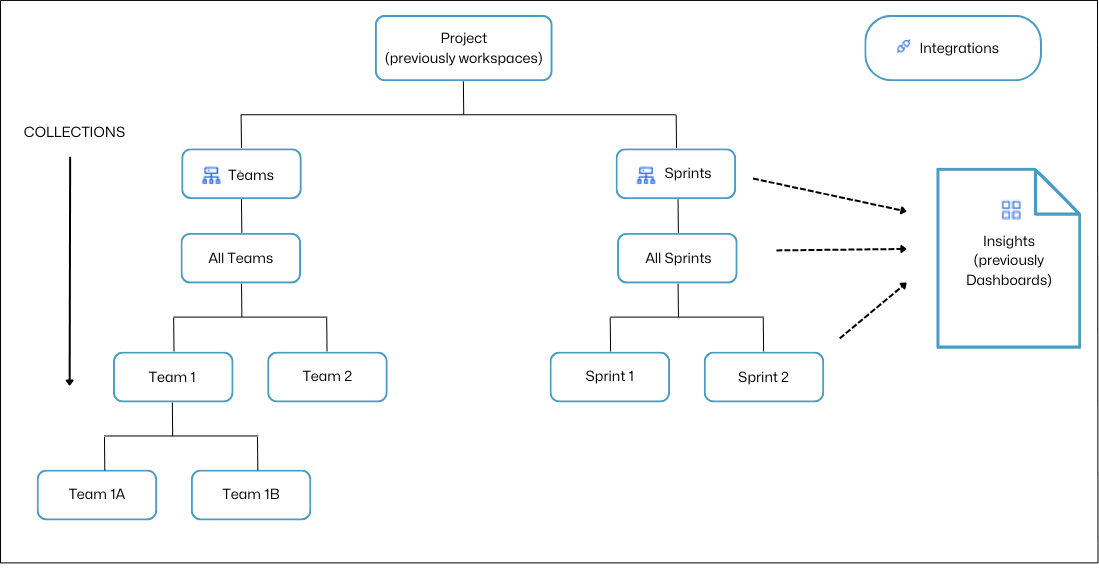 Project
(previously workspaces)
Integrations
COLLECTIONS
Teams
Sprints
Insights
(previously
Dashboards)
All Teams
All Sprints
Team 1
Team 2
Sprint 1
Sprint 2
Team 1A
Team 1B